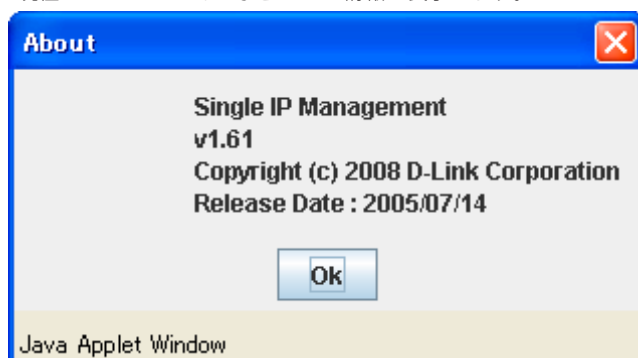 About
Single IP Management
v1.61
Copyright (c) 2008 D-Link Corporation
Release Date : 2005/07/14
Ok
Java Applet Window